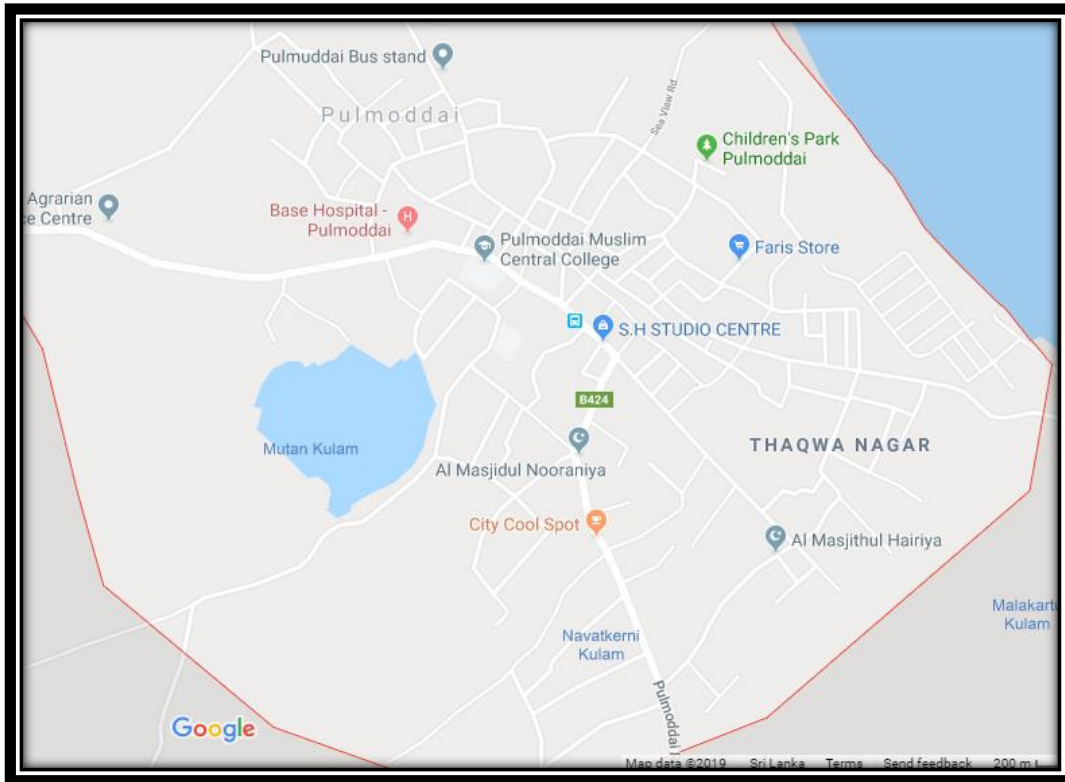 Pulmuddai Bus stand
Pulmoddai
Sea View Rd
Children's Park
Pulmoddai
Agrarian
ce Centre
Base Hospital -
Pulmoddai
Pulmoddai Muslim
Central College
Faris Store
S.H STUDIO CENTRE
B424
THAQWA NAGAR
Mutan Kulam
Al Masjidul Nooraniya
City Cool Spot
Al Masjithul Hairiya
Malakartu
Kulam
Navatkerni
Kulam
Pulmoddai
Google
Map data ©2019 Sri Lanka Terms Send feedback 200 m